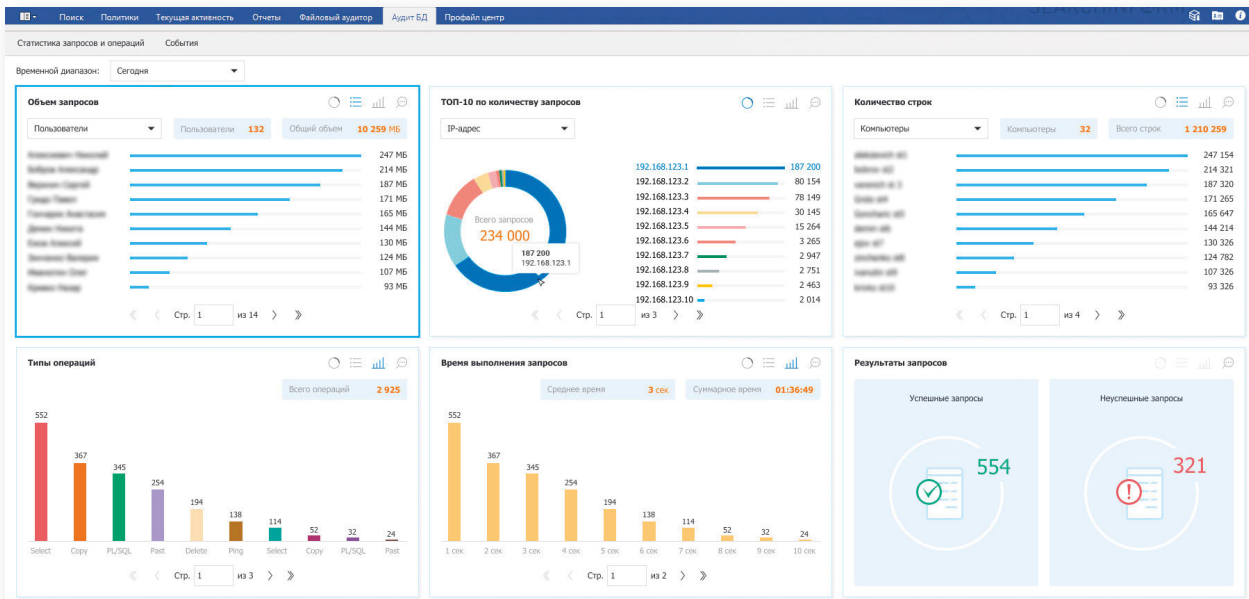 Поиск Политики Текущая активность Отчеты Файловый аудитор Аудит БД Профайл центр
Статистика запросов и операций События
Временной диапазон: Сегодня
Объем запросов
Пользователи Пользователи 132 Общий объем 10 259 МБ
247 МБ
214 МБ
187 МБ
171 МБ
165 МБ
144 МБ
130 МБ
124 МБ
107 МБ
93 МБ
Стр. 1 из 14
ТОП-10 по количеству запросов
IP-адрес
Всего запросов
234 000
187 200
192.168.123.1
192.168.123.1 187 200
192.168.123.2 80 154
192.168.123.3 78 149
192.168.123.4 30 145
192.168.123.5 15 264
192.168.123.6 3 265
192.168.123.7 2 947
192.168.123.8 2 751
192.168.123.9 2 463
192.168.123.10 2 014
Стр. 1 из 3
Количество строк
Компьютеры Компьютеры 32 Всего строк 1 210 259
247 154
214 321
187 320
171 265
165 647
144 214
130 326
124 782
107 326
93 326
Стр. 1 из 4
Типы операций
Всего операций 2 925
552 367 345 254 194 138 114 52 32 24
Select Copy PL/SQL Past Delete Ping Select Copy PL/SQL Past
Стр. 1 из 3
Время выполнения запросов
Среднее время 3 сек Суммарное время 01:36:49
552 367 345 254 194 138 114 52 32 24
1 сек 2 сек 3 сек 4 сек 5 сек 6 сек 7 сек 8 сек 9 сек 10 сек
Стр. 1 из 2
Результаты запросов
Успешные запросы Неуспешные запросы
554 321